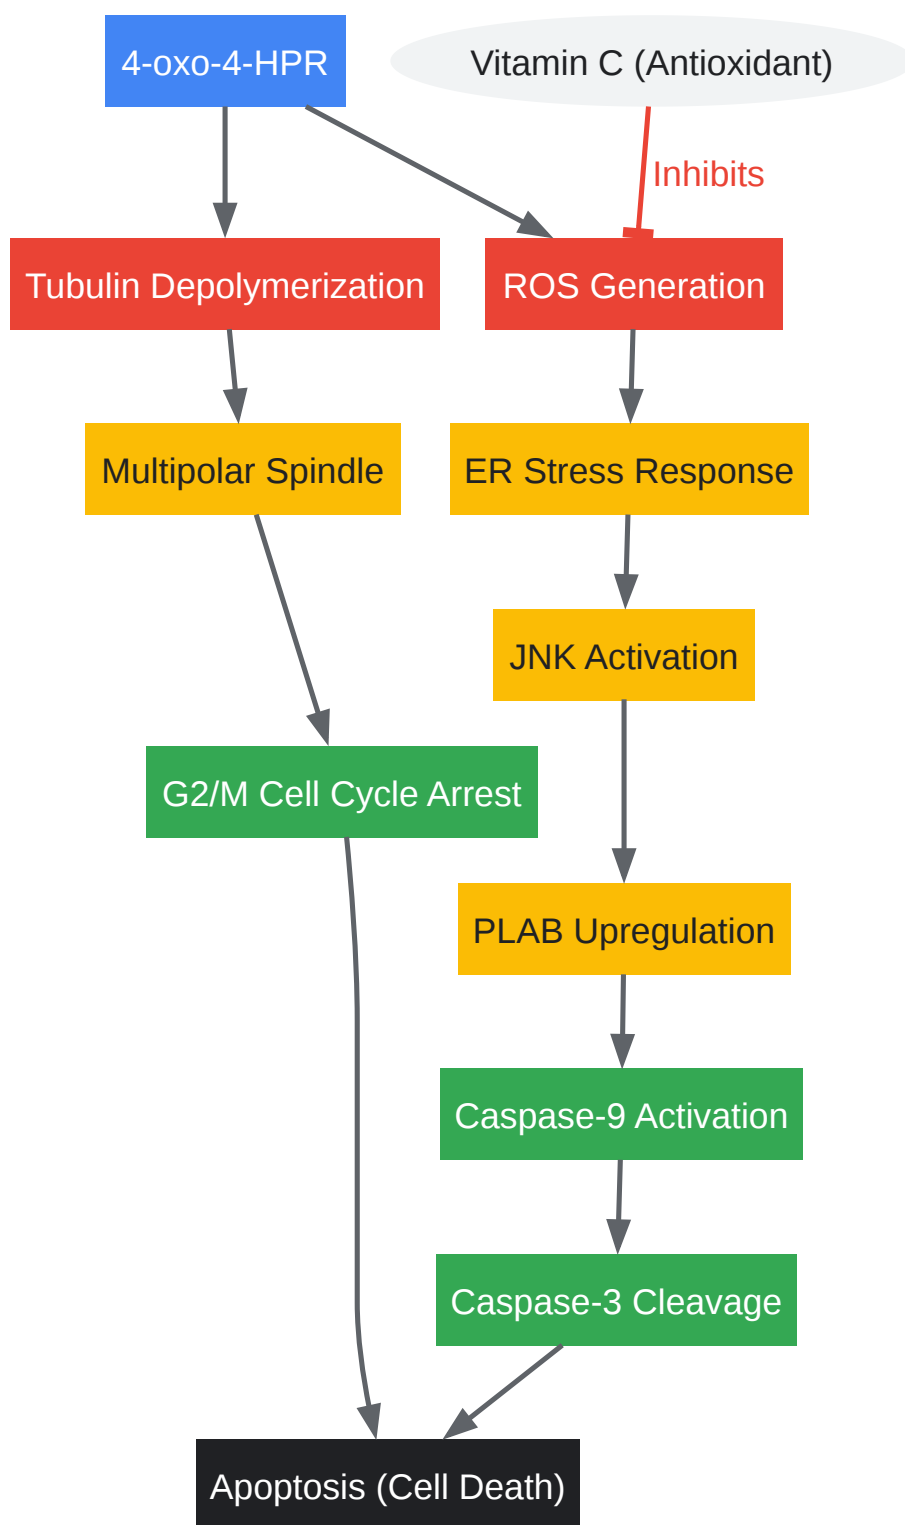 4-oxo-4-HPR
Vitamin C (Antioxidant)
Inhibits
Tubulin Depolymerization
ROS Generation
Multipolar Spindle
ER Stress Response
JNK Activation
G2/M Cell Cycle Arrest
PLAB Upregulation
Caspase-9 Activation
Caspase-3 Cleavage
Apoptosis (Cell Death)